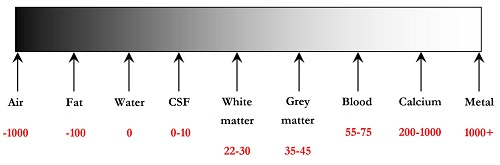 Air Fat Water CSF White matter Grey matter Blood Calcium Metal
-1000 -100 0 0-10 22-30 35-45 55-75 200-1000 1000+